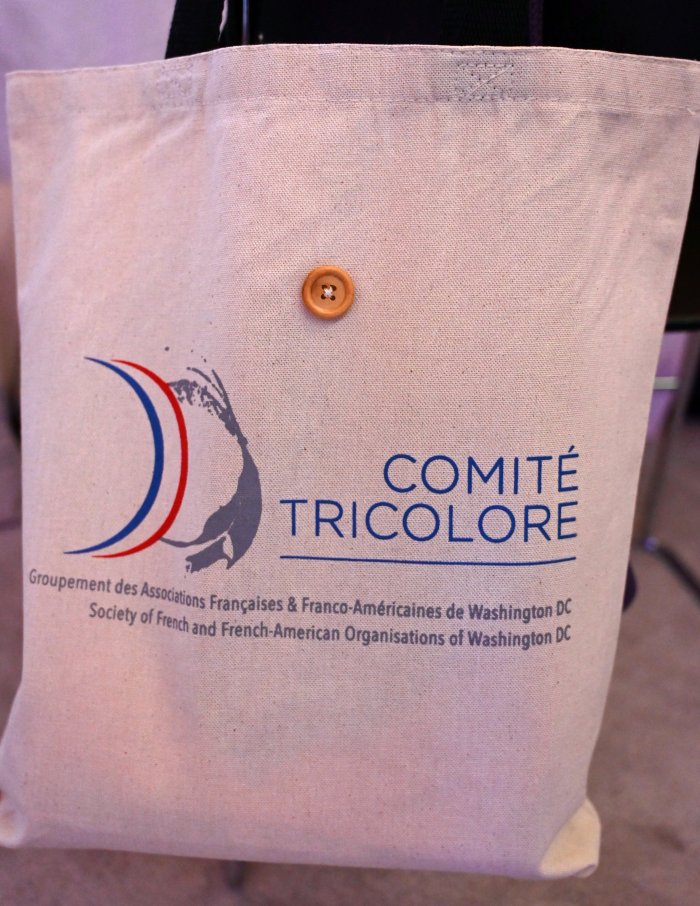 COMITÉ
TRICOLORE
Groupement des Associations Françaises & Franco-Américaines de Washington DC
Society of French and French-American Organisations of Washington DC